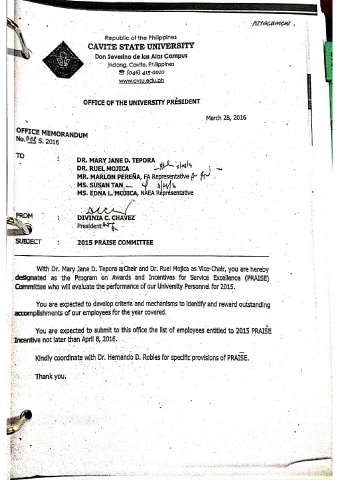 ATTACHMENT
Republic of the Philippines
CAVITE STATE UNIVERSITY
Don Severino de las Alas Campus
Indang, Cavite, Philippines
☎ (046) 415-0010
www.cvsu.edu.ph
OFFICE OF THE UNIVERSITY PRESIDENT
March 28, 2016
OFFICE MEMORANDUM
No. S. 2016
TO : DR. MARY JANE D. TEPORA
DR. RUEL MOJICA
MR. MARLON PEREÑA, FA Representative
MS. SUSAN TAN
MS. EDNA L. MOJICA, NAEA Representative
FROM : DIVINIA C. CHAVEZ
President
SUBJECT : 2015 PRAISE COMMITTEE
With Dr. Mary Jane D. Tepora as Chair and Dr. Ruel Mojica as Vice-Chair, you are hereby
designated as the Program on Awards and Incentives for Service Excellence (PRAISE)
Committee who will evaluate the performance of our University Personnel for 2015.
You are expected to develop criteria and mechanisms to identify and reward outstanding
accomplishments of our employees for the year covered.
You are expected to submit to this office the list of employees entitled to 2015 PRAISE
Incentive not later than April 8, 2016.
Kindly coordinate with Dr. Hernando D. Robles for specific provisions of PRAISE.
Thank you.